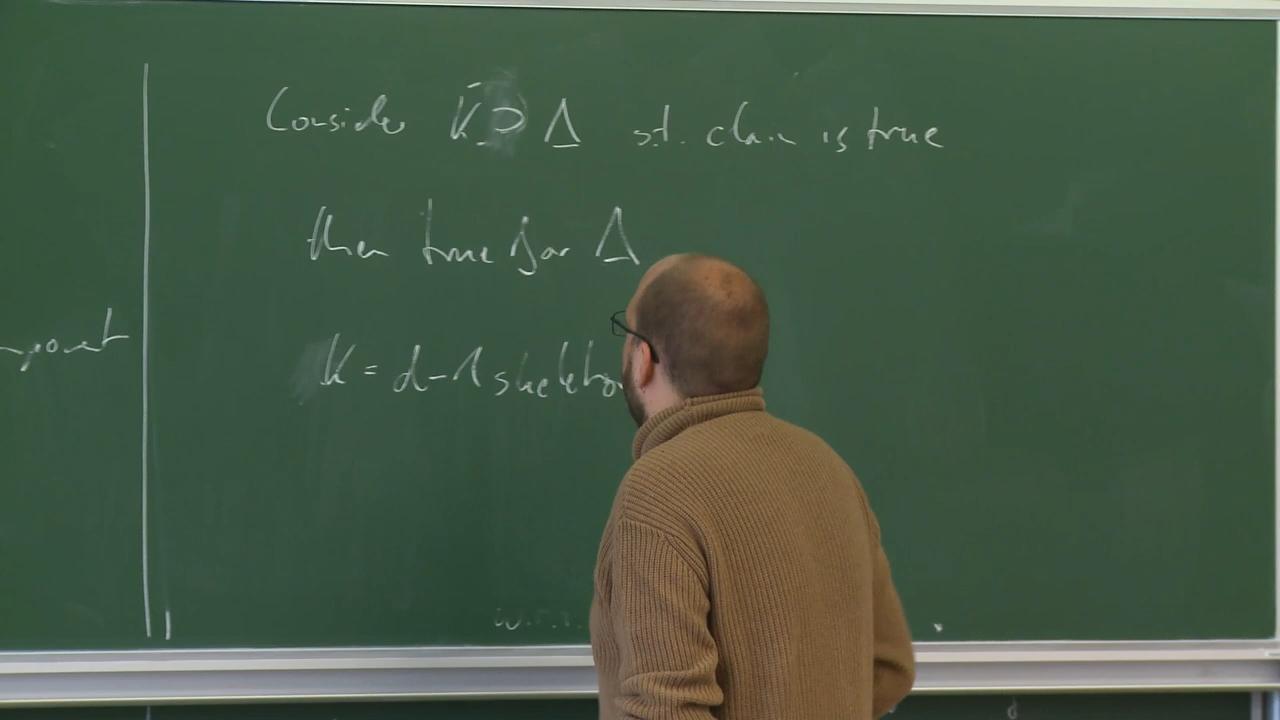 Consider K ⊇ Δ s.t. claim is true
then true for Δ
K = d-1 skeleton